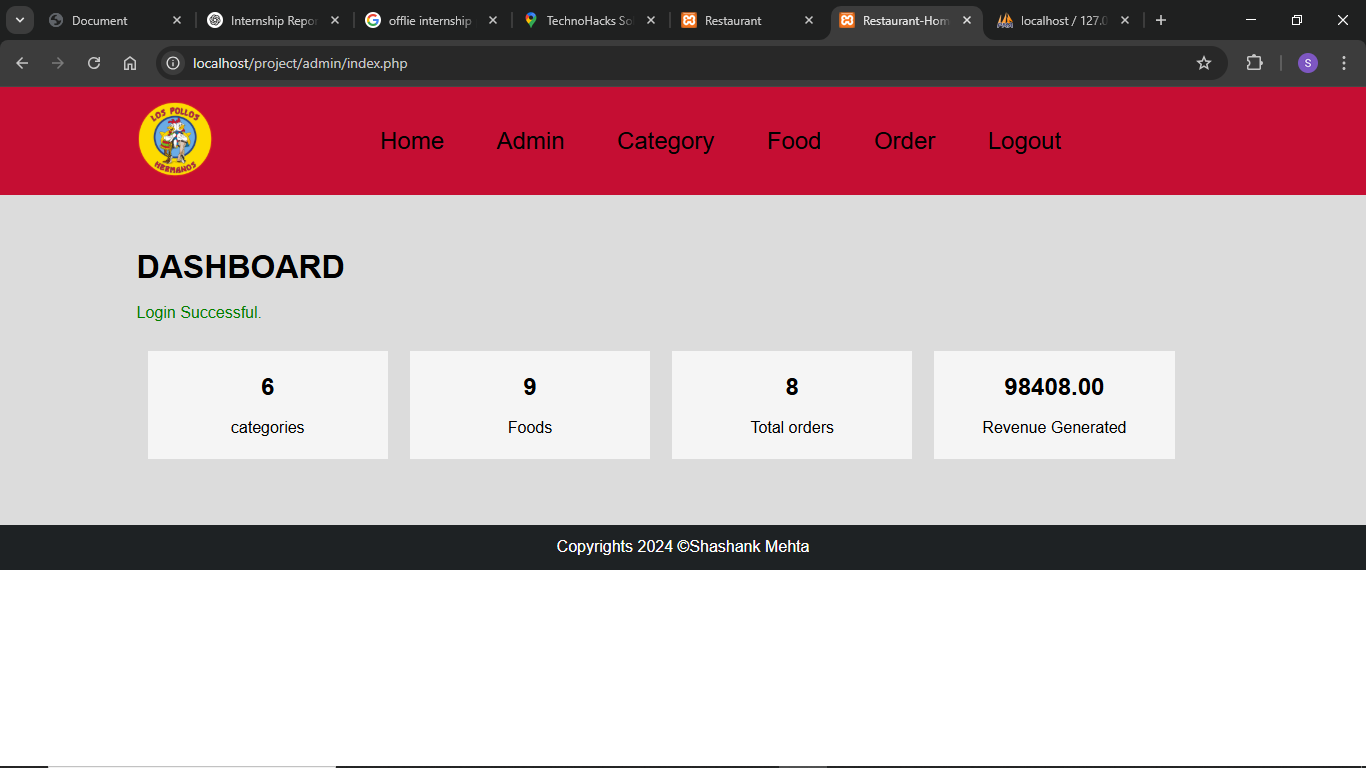 Document
Internship Repo
offlie internship
TechnoHacks So
Restaurant
Restaurant-Hom
localhost / 127.0
localhost/project/admin/index.php
S
LOS POLLOS
HERMANOS
Home
Admin
Category
Food
Order
Logout
DASHBOARD
Login Successful.
6
categories
9
Foods
8
Total orders
98408.00
Revenue Generated
Copyrights 2024 ©Shashank Mehta